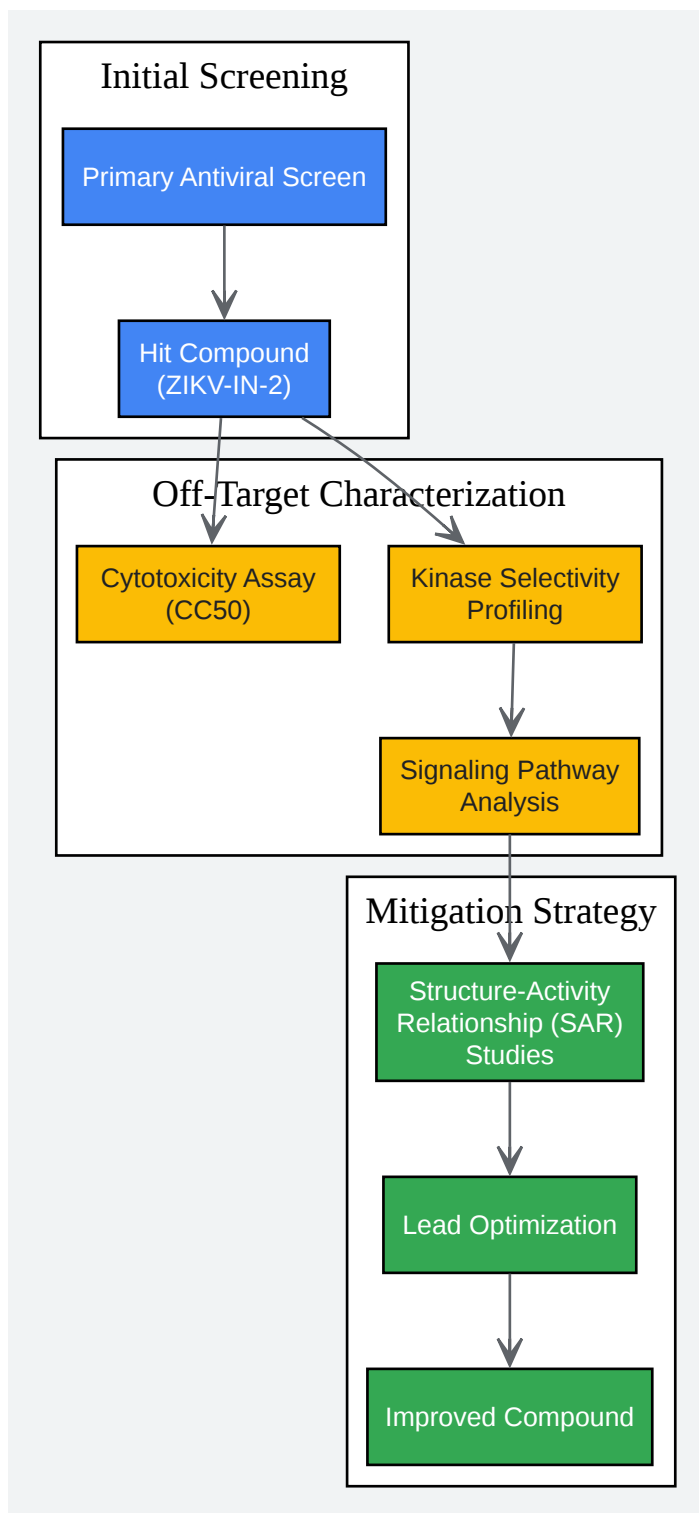 Initial Screening
Primary Antiviral Screen
Hit Compound
(ZIKV-IN-2)
Off-Target Characterization
Cytotoxicity Assay
(CC50)
Kinase Selectivity
Profiling
Signaling Pathway
Analysis
Mitigation Strategy
Structure-Activity
Relationship (SAR)
Studies
Lead Optimization
Improved Compound